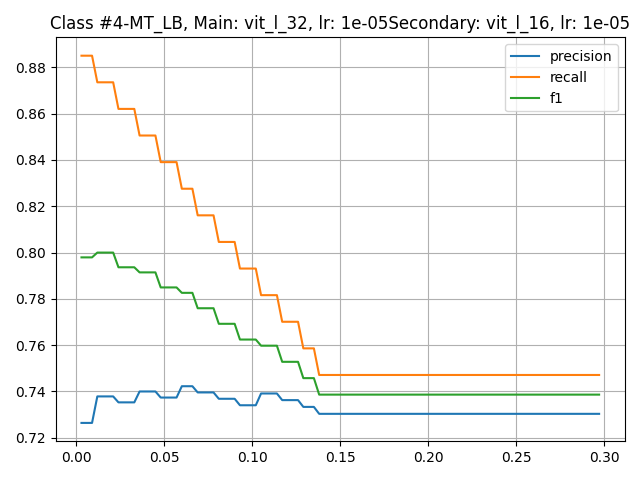 Class #4-MT_LB, Main: vit_l_32, lr: 1e-05Secondary: vit_l_16, lr: 1e-05
precision
recall
f1
0.88
0.86
0.84
0.82
0.80
0.78
0.76
0.74
0.72
0.00 0.05 0.10 0.15 0.20 0.25 0.30